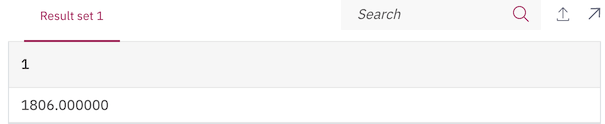 Result set 1
Search
1
1806.000000